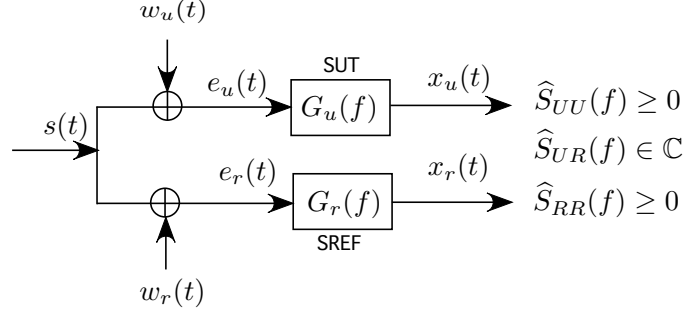 w_u(t)
SUT
e_u(t)
x_u(t)
G_u(f)
Ŝ_UU(f) ≥ 0
s(t)
Ŝ_UR(f) ∈ ℂ
e_r(t)
x_r(t)
G_r(f)
Ŝ_RR(f) ≥ 0
SREF
w_r(t)